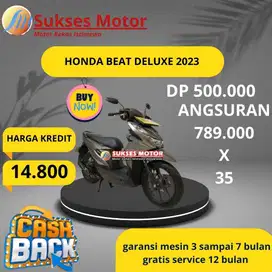 Sukses Motor
Motor Bekas Indonesia
HONDA BEAT DELUXE 2023
BUY
NOW!
DP 500.000
ANGSURAN
789.000
X
35
HARGA KREDIT
14.800
SUKSES MOTOR
CASH
BACK
garansi mesin 3 sampai 7 bulan
gratis service 12 bulan